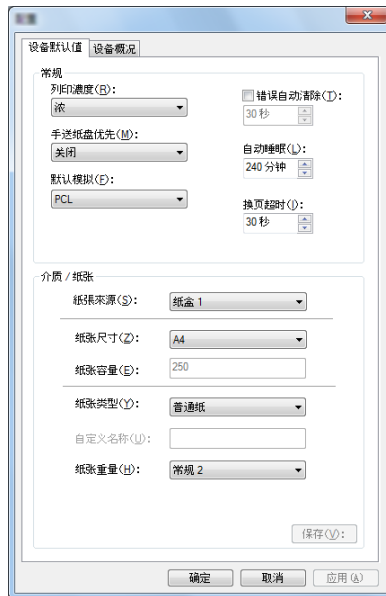 配置
设备默认值 设备概况
常规
列印濃度(R):
浓
手送纸盘优先(M):
关闭
默认模拟(F):
PCL
错误自动清除(T):
30 秒
自动睡眠(L):
240 分钟
换页超时(I):
30 秒
介质 / 纸张
紙張來源(S):
纸盒 1
纸张尺寸(Z):
A4
纸张容量(E):
250
纸张类型(Y):
普通纸
自定义名称(U):
纸张重量(H):
常规 2
保存(V):
确定 取消 应用(A)